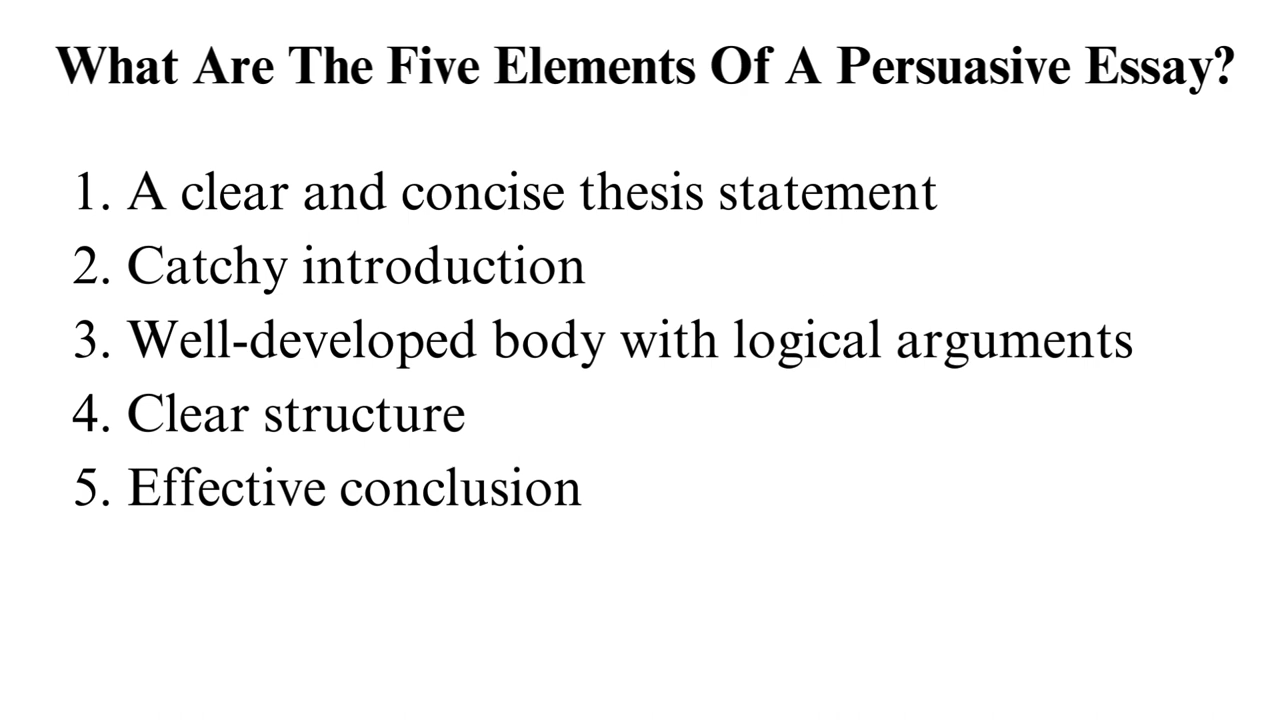 What Are The Five Elements Of A Persuasive Essay?
1. A clear and concise thesis statement
2. Catchy introduction
3. Well-developed body with logical arguments
4. Clear structure
5. Effective conclusion